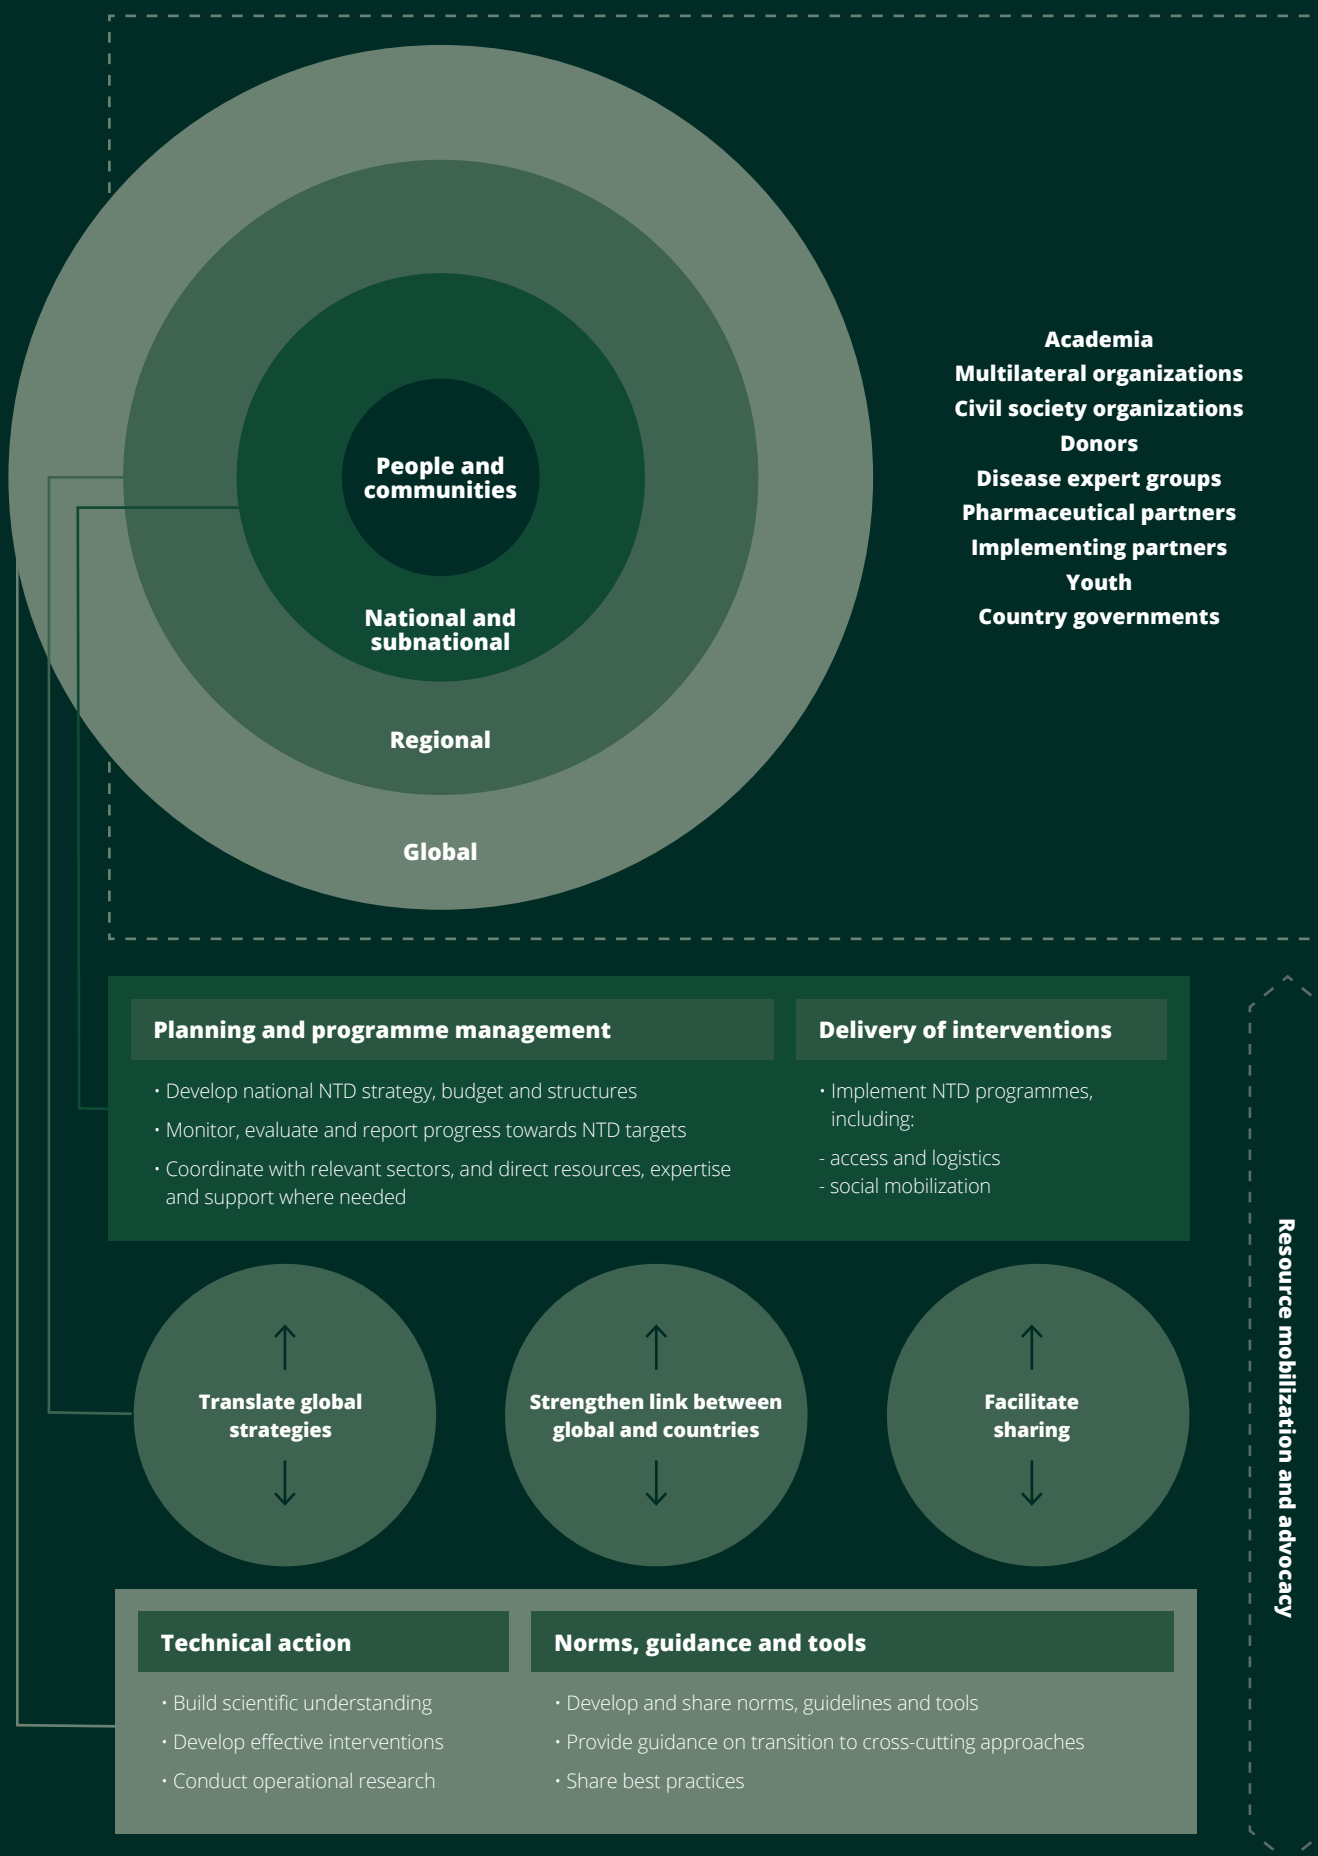 People and
communities
National and
subnational
Regional
Global
Academia
Multilateral organizations
Civil society organizations
Donors
Disease expert groups
Pharmaceutical partners
Implementing partners
Youth
Country governments
Planning and programme management
• Develop national NTD strategy, budget and structures
• Monitor, evaluate and report progress towards NTD targets
• Coordinate with relevant sectors, and direct resources, expertise
and support where needed
Delivery of interventions
• Implement NTD programmes,
including:
- access and logistics
- social mobilization
Translate global
strategies
Strengthen link between
global and countries
Facilitate
sharing
Technical action
• Build scientific understanding
• Develop effective interventions
• Conduct operational research
Norms, guidance and tools
• Develop and share norms, guidelines and tools
• Provide guidance on transition to cross-cutting approaches
• Share best practices
Resource mobilization and advocacy